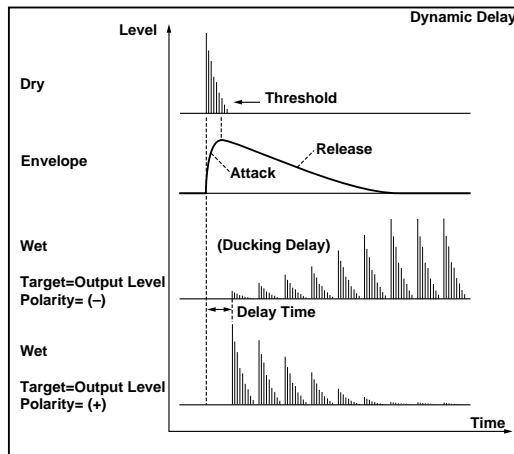 Dynamic Delay
Level
Dry
Threshold
Envelope
Release
Attack
Wet
(Ducking Delay)
Target=Output Level
Polarity= (–)
Delay Time
Wet
Target=Output Level
Polarity= (+)
Time